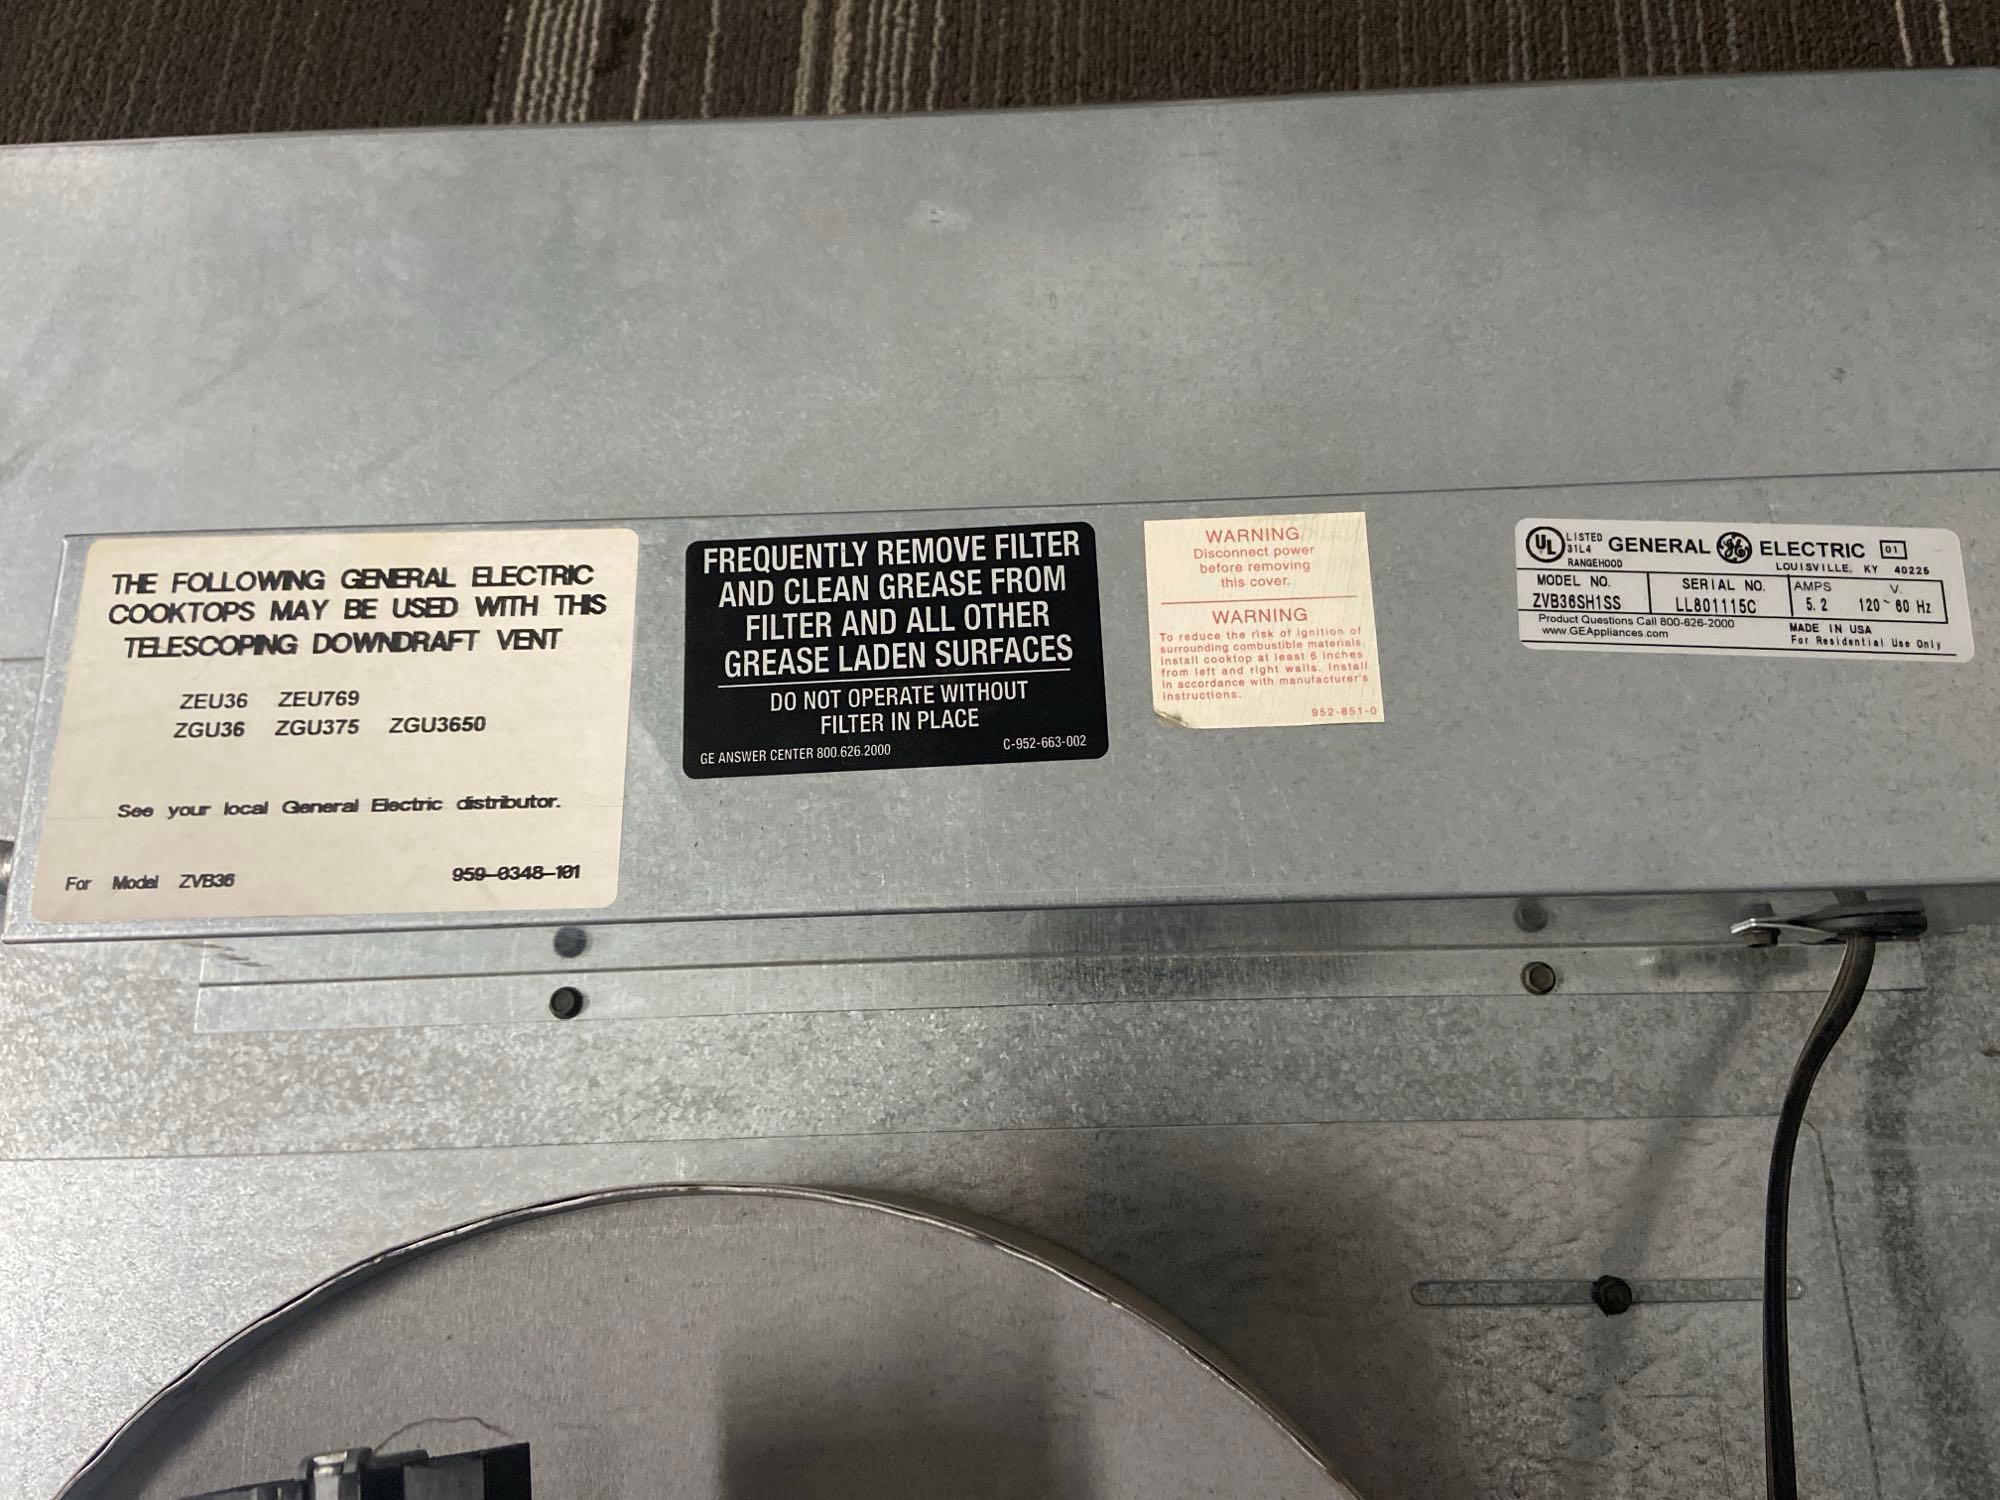 THE FOLLOWING GENERAL ELECTRIC
COOKTOPS MAY BE USED WITH THIS
TELESCOPING DOWNDRAFT VENT
ZEU36 ZEU769
ZGU36 ZGU375 ZGU3650
See your local General Electric distributor.
For Model ZVB36 959-0348-101
FREQUENTLY REMOVE FILTER
AND CLEAN GREASE FROM
FILTER AND ALL OTHER
GREASE LADEN SURFACES
DO NOT OPERATE WITHOUT
FILTER IN PLACE
GE ANSWER CENTER 800.626.2000 C-952-663-002
WARNING
Disconnect power
before removing
this cover.
WARNING
To reduce the risk of ignition of
surrounding combustible materials,
install cooktop at least 6 inches
from left and right walls. Install
in accordance with manufacturer's
instructions.
952-851-0
UL LISTED
31L4
RANGEHOOD
GENERAL GE ELECTRIC 01
LOUISVILLE, KY 40225
MODEL NO. SERIAL NO. AMPS V.
ZVB36SH1SS LL801115C 5.2 120~60 Hz
Product Questions Call 800-626-2000
www.GEAppliances.com
MADE IN USA
For Residential Use Only